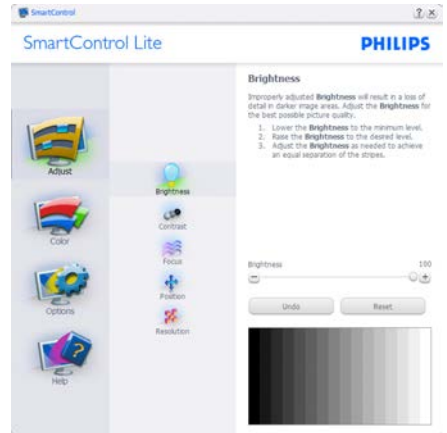 SmartControl
SmartControl Lite
PHILIPS
Adjust
Color
Options
Help
Brightness
Contrast
Focus
Position
Resolution
Brightness
Improperly adjusted Brightness will result in a loss of
detail in darker image areas. Adjust the Brightness for
the best possible picture quality.
1. Lower the Brightness to the minimum level.
2. Raise the Brightness to the desired level.
3. Adjust the Brightness as needed to achieve
an equal separation of the stripes.
Brightness 100
Undo Reset